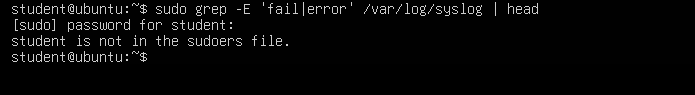 student@ubuntu:~$ sudo grep -E 'fail|error' /var/log/syslog | head
[sudo] password for student:
student is not in the sudoers file.
student@ubuntu:~$